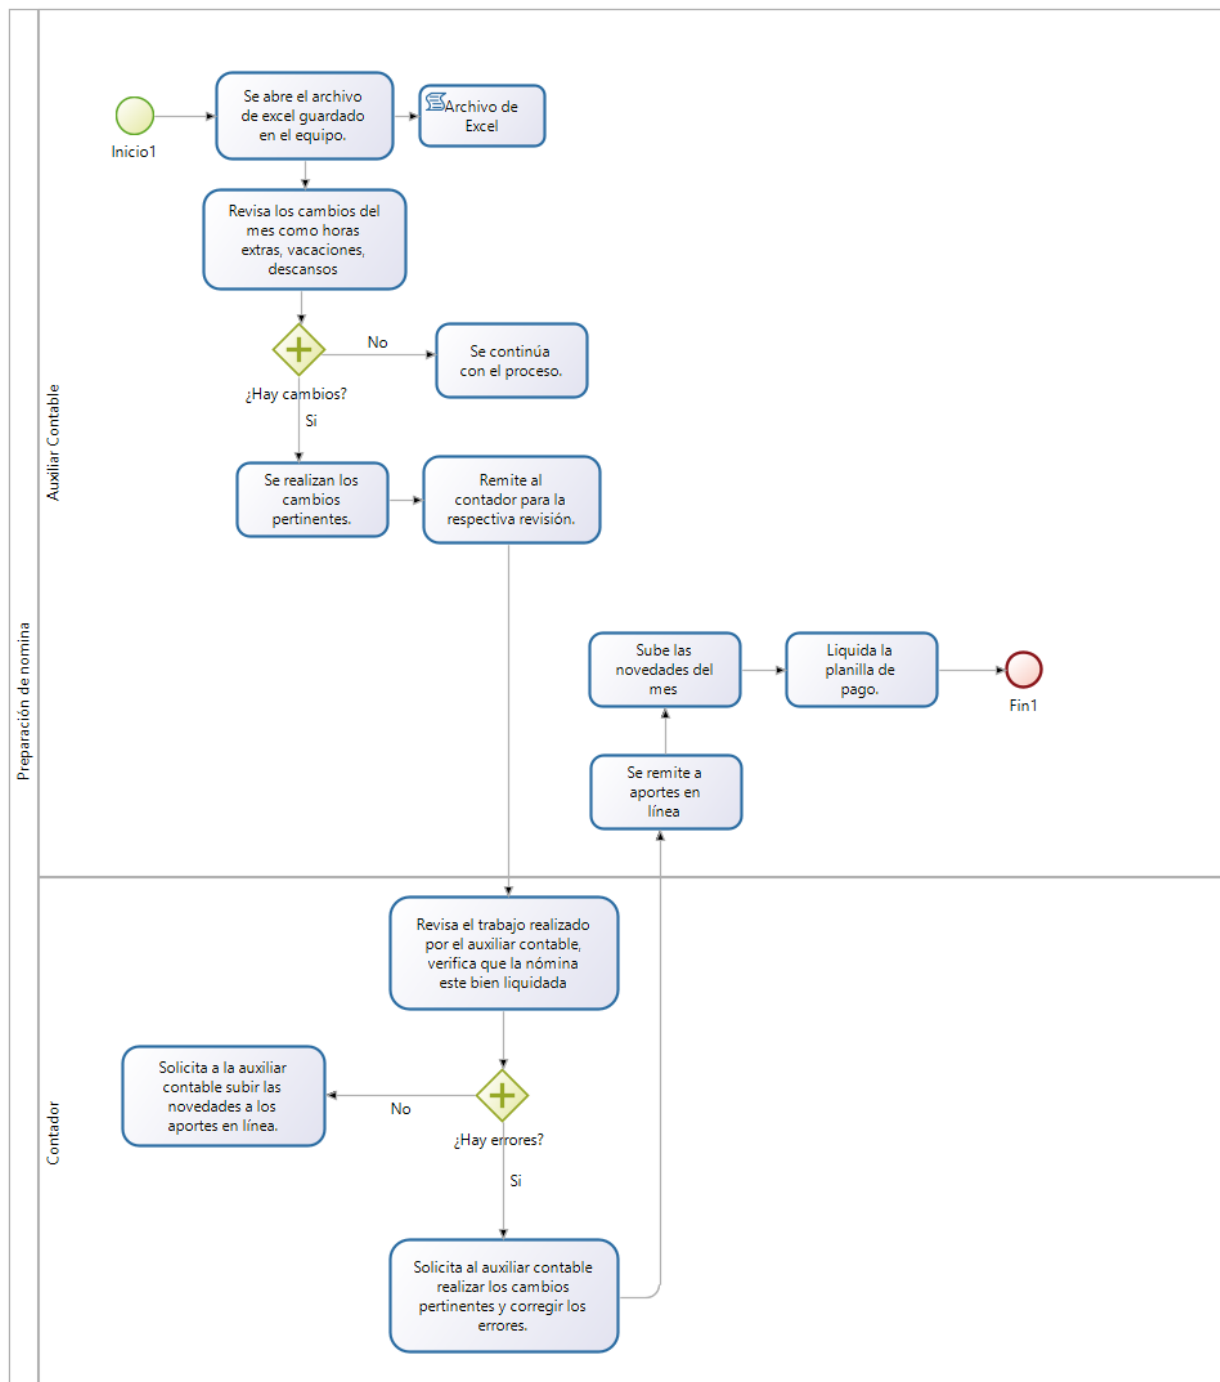 Preparación de nomina
Auxiliar Contable
Inicio1
Se abre el archivo
de excel guardado
en el equipo.
Archivo de
Excel
Revisa los cambios del
mes como horas
extras, vacaciones,
descansos
¿Hay cambios?
No
Se continúa
con el proceso.
Si
Se realizan los
cambios
pertinentes.
Remite al
contador para la
respectiva revisión.
Sube las
novedades del
mes
Liquida la
planilla de
pago.
Fin1
Se remite a
aportes en
línea
Contador
Revisa el trabajo realizado
por el auxiliar contable,
verifica que la nómina
este bien liquidada
¿Hay errores?
No
Solicita a la auxiliar
contable subir las
novedades a los
aportes en línea.
Si
Solicita al auxiliar contable
realizar los cambios
pertinentes y corregir los
errores.